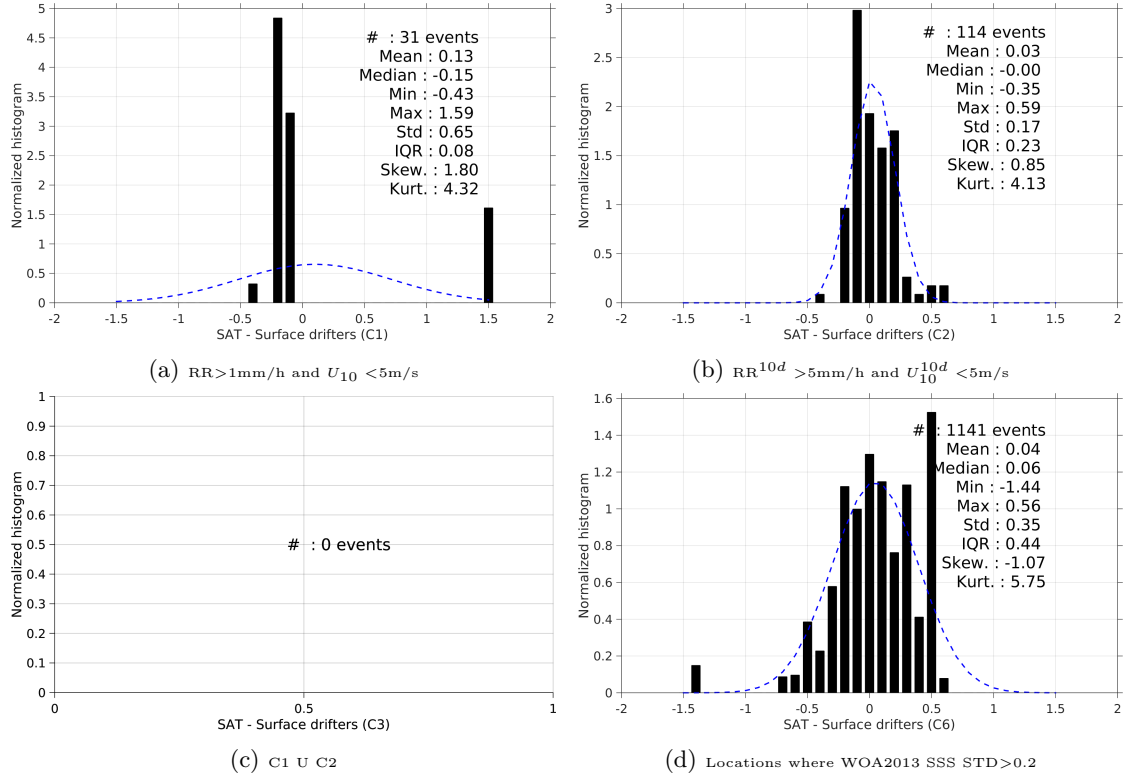 5
4.5
4
3.5
3
2.5
2
1.5
1
0.5
0
Normalized histogram
# : 31 events
Mean : 0.13
Median : -0.15
Min : -0.43
Max : 1.59
Std : 0.65
IQR : 0.08
Skew. : 1.80
Kurt. : 4.32
-2 -1.5 -1 -0.5 0 0.5 1 1.5 2
SAT - Surface drifters (C1)
(a) RR>1mm/h and U10 <5m/s
3
2.5
2
1.5
1
0.5
0
Normalized histogram
# : 114 events
Mean : 0.03
Median : -0.00
Min : -0.35
Max : 0.59
Std : 0.17
IQR : 0.23
Skew. : 0.85
Kurt. : 4.13
-2 -1.5 -1 -0.5 0 0.5 1 1.5 2
SAT - Surface drifters (C2)
(b) RR^10d >5mm/h and U_10^10d <5m/s
1
0.9
0.8
0.7
0.6
0.5
0.4
0.3
0.2
0.1
0
Normalized histogram
# : 0 events
0 0.5 1
SAT - Surface drifters (C3)
(c) C1 U C2
1.6
1.4
1.2
1
0.8
0.6
0.4
0.2
0
Normalized histogram
# : 1141 events
Mean : 0.04
Median : 0.06
Min : -1.44
Max : 0.56
Std : 0.35
IQR : 0.44
Skew. : -1.07
Kurt. : 5.75
-2 -1.5 -1 -0.5 0 0.5 1 1.5 2
SAT - Surface drifters (C6)
(d) Locations where WOA2013 SSS STD>0.2